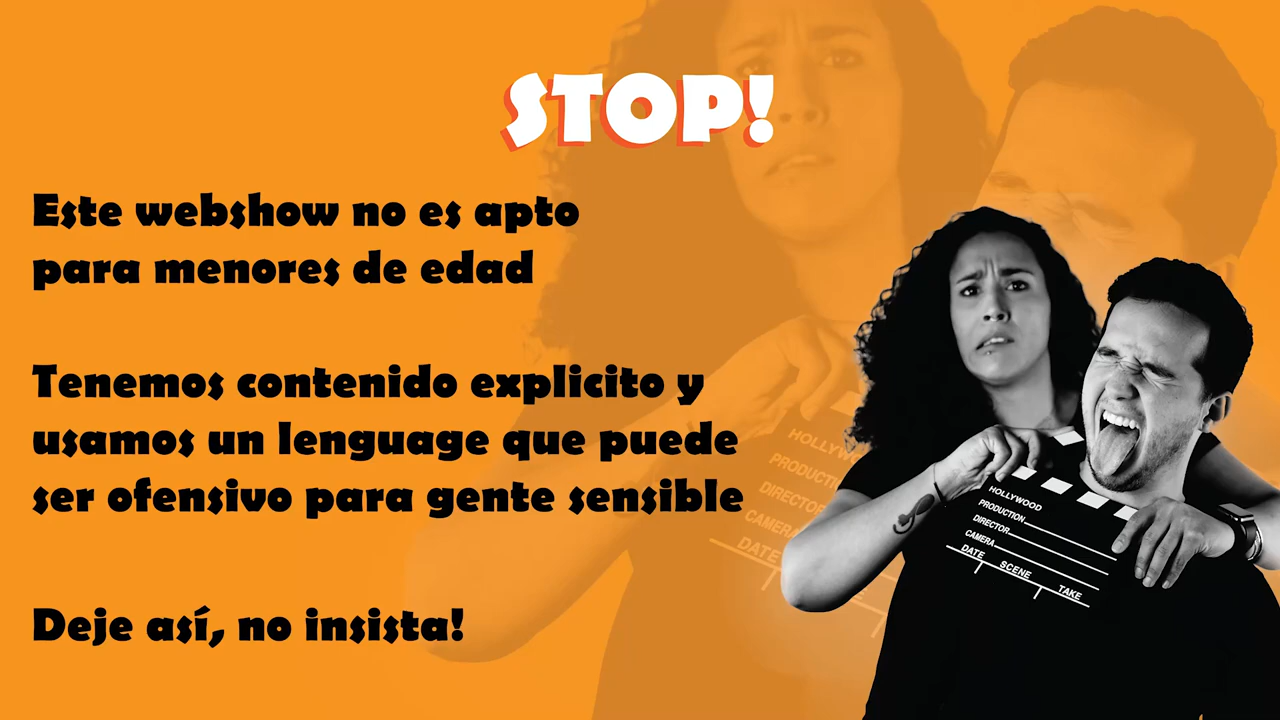 STOP!
Este webshow no es apto
para menores de edad
Tenemos contenido explicito y
usamos un lenguage que puede
ser ofensivo para gente sensible
Deje así, no insista!
HOLLYWOOD
PRODUCTION
DIRECTOR
CAMERA
DATE SCENE TAKE